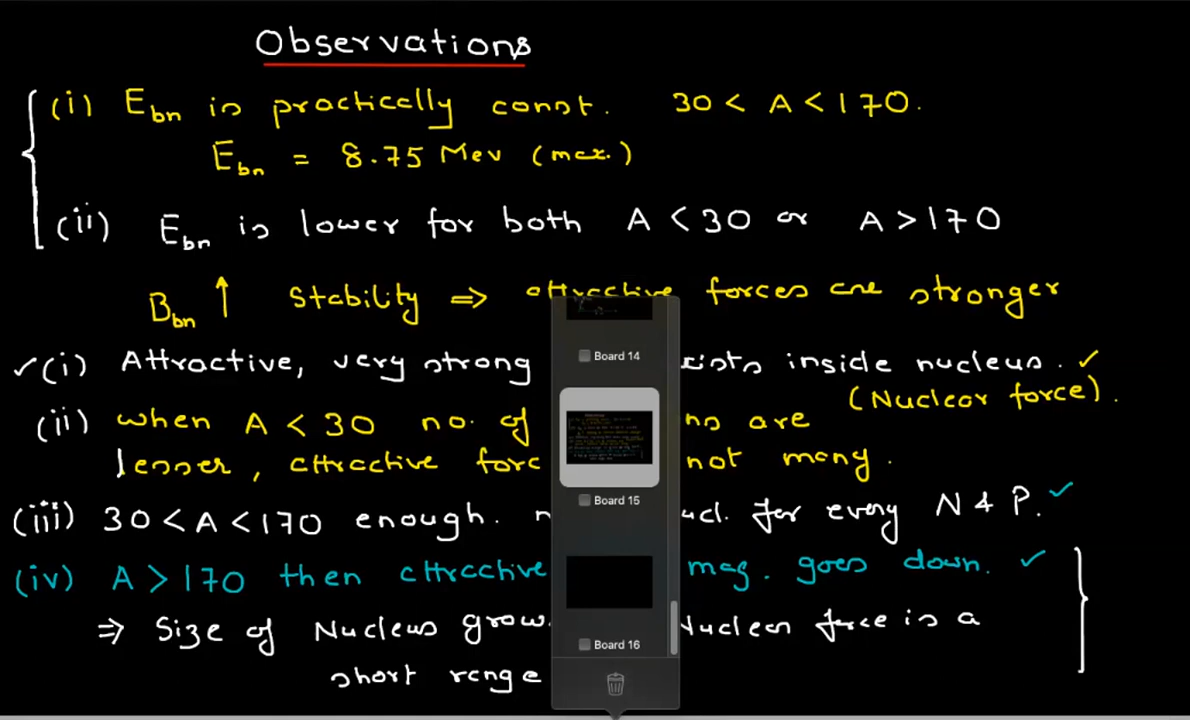 Observations
(i) Ebn is practically const. 30 < A < 170.
Ebn = 8.75 Mev (max.)
(ii) Ebn is lower for both A < 30 or A > 170
Bbn ↑ Stability ⇒ attractive forces are stronger
✓(i) Attractive, very strong inside nucleus. ✓
(Nuclear force).
(ii) when A < 30 no. of are
lesser, attractive not many.
(iii) 30 < A < 170 enough. for every N & P. ✓
(iv) A > 170 then attractive mag. goes down. ✓
⇒ Size of Nucleus Nuclear force is a
short range
Board 14
Board 15
Board 16